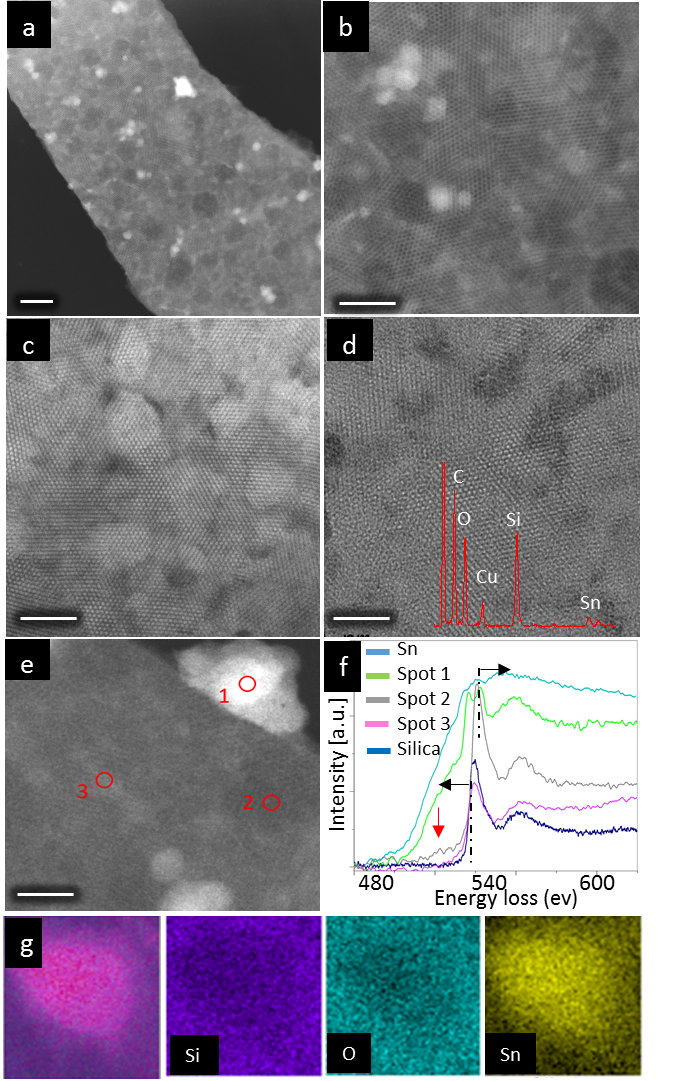 a
b
c
d
C
O
Si
Cu
Sn
e
1
3
2
f
Sn
Spot 1
Spot 2
Spot 3
Silica
Intensity [a.u.]
480 540 600
Energy loss (ev)
g
Si
O
Sn